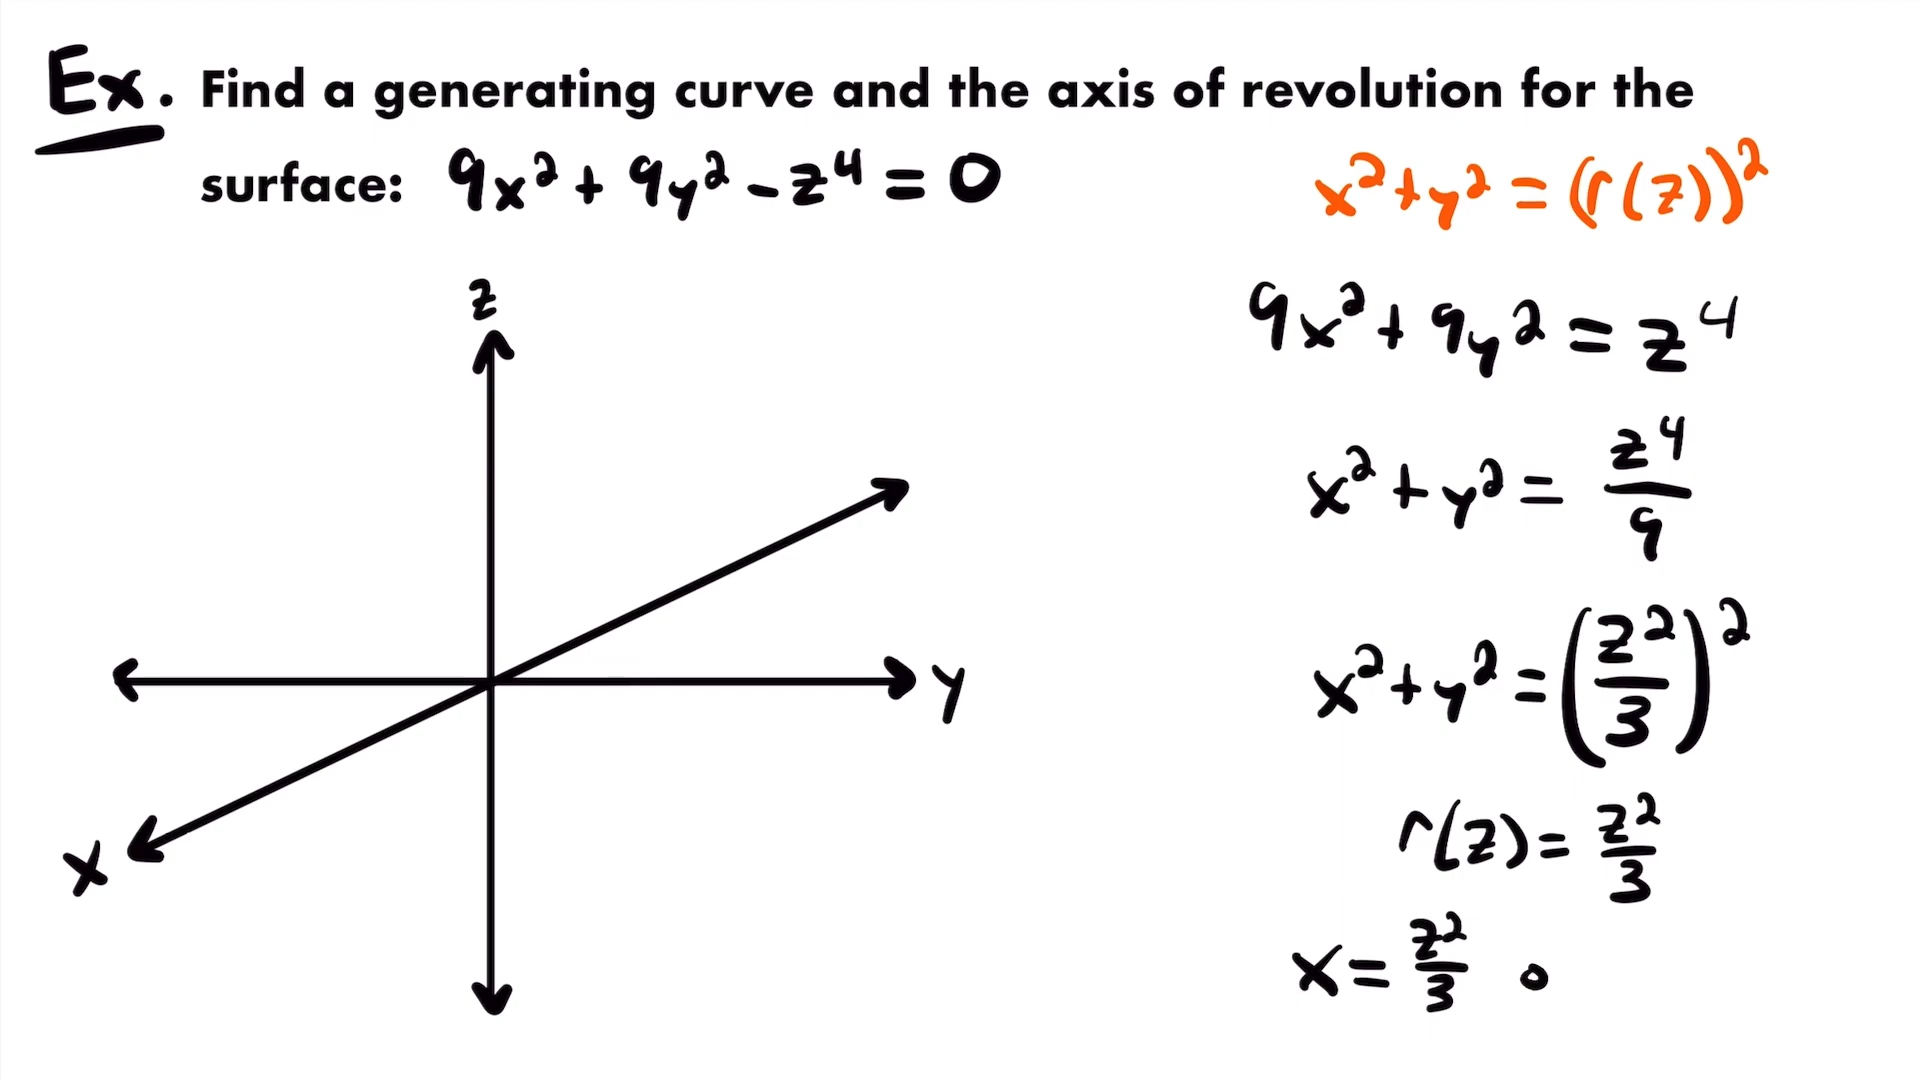 Ex. Find a generating curve and the axis of revolution for the
surface: 9x² + 9y² - z⁴ = 0
x² + y² = (r(z))²
9x² + 9y² = z⁴
x² + y² = z⁴/9
x² + y² = (z²/3)²
r(z) = z²/3
x = z²/3 o
z
y
x